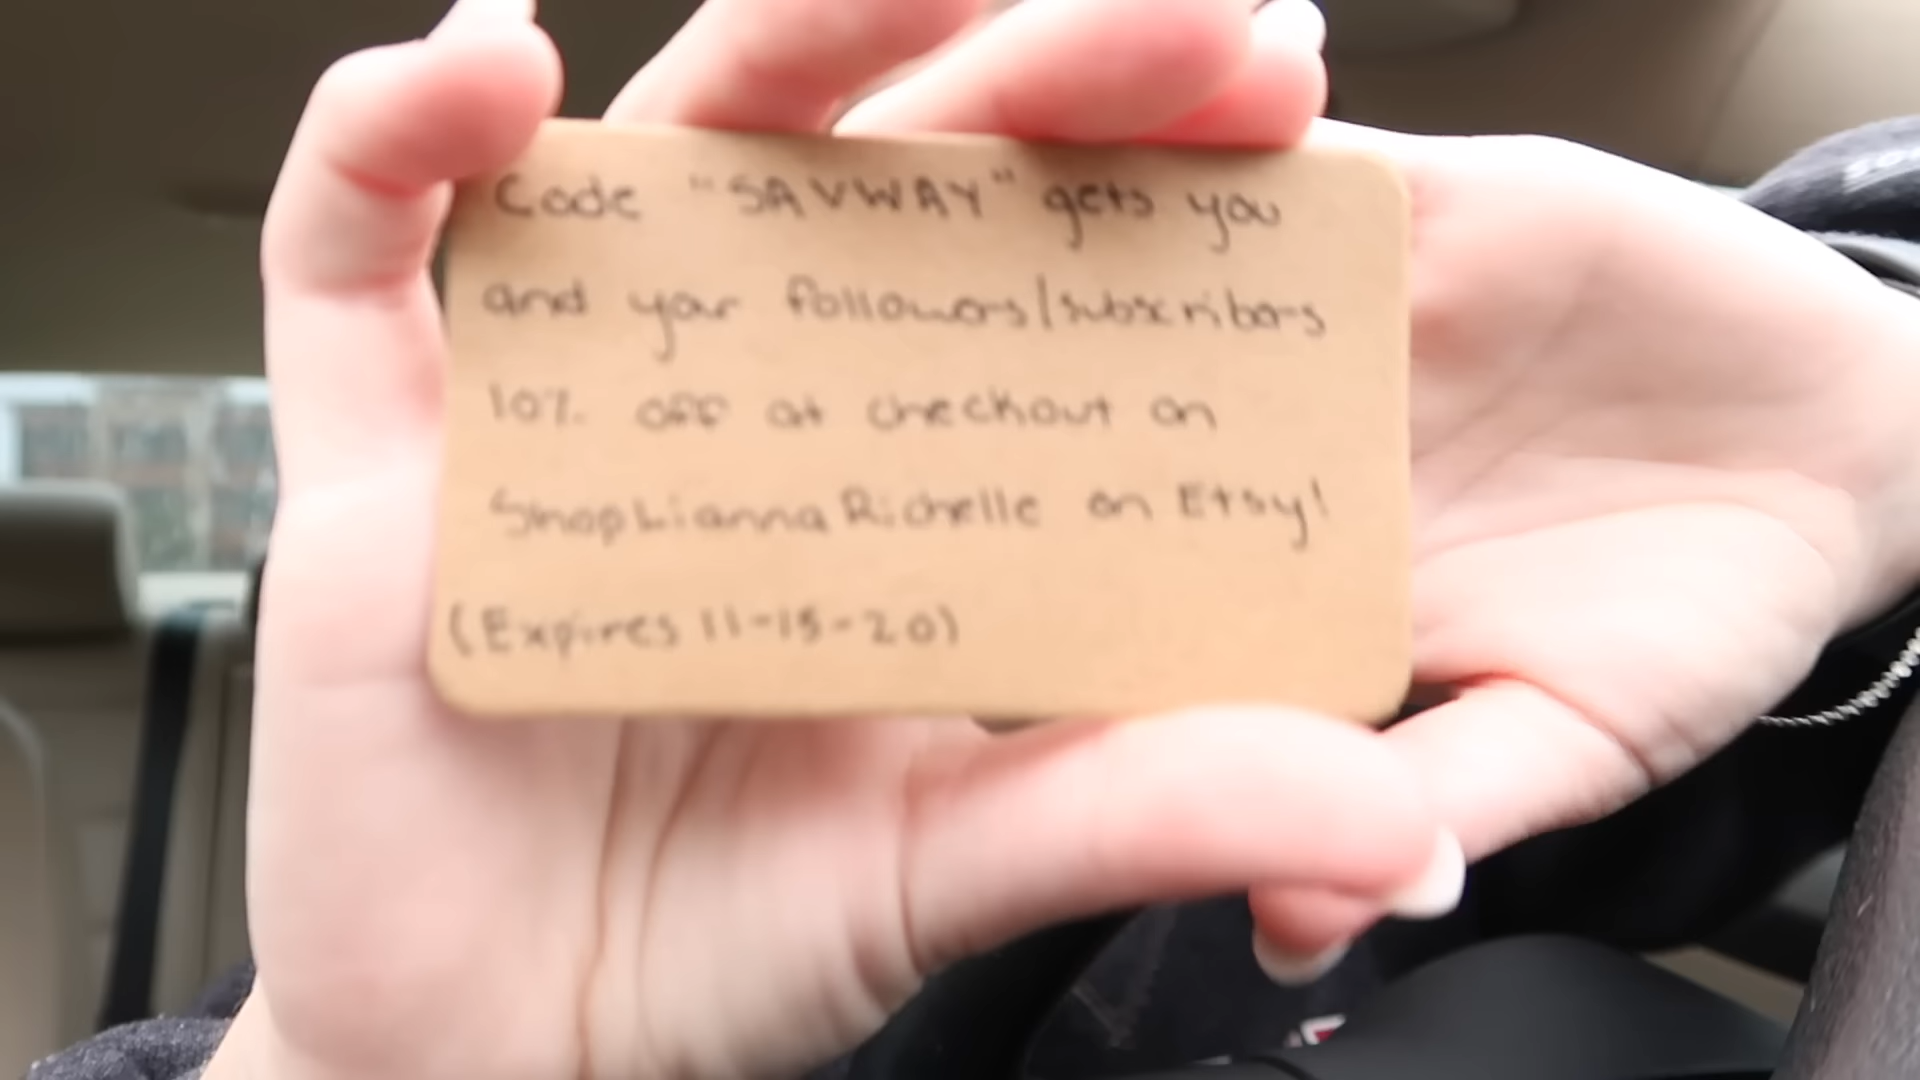 Code "SAVWAY" gets you
and your followers/subscribers
10% off at checkout on
ShopLiannaRichelle on Etsy!
(Expires 11-15-20)